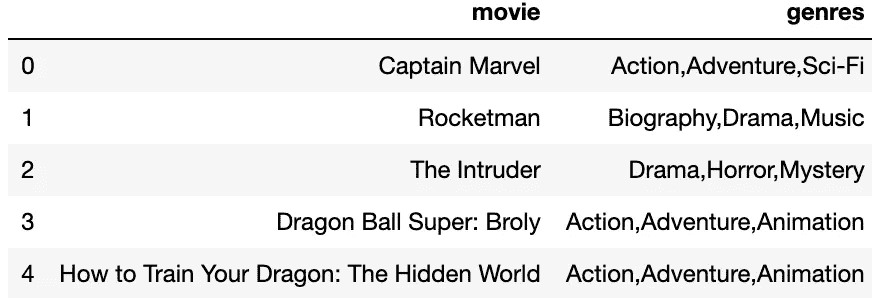 movie genres
0 Captain Marvel Action,Adventure,Sci-Fi
1 Rocketman Biography,Drama,Music
2 The Intruder Drama,Horror,Mystery
3 Dragon Ball Super: Broly Action,Adventure,Animation
4 How to Train Your Dragon: The Hidden World Action,Adventure,Animation